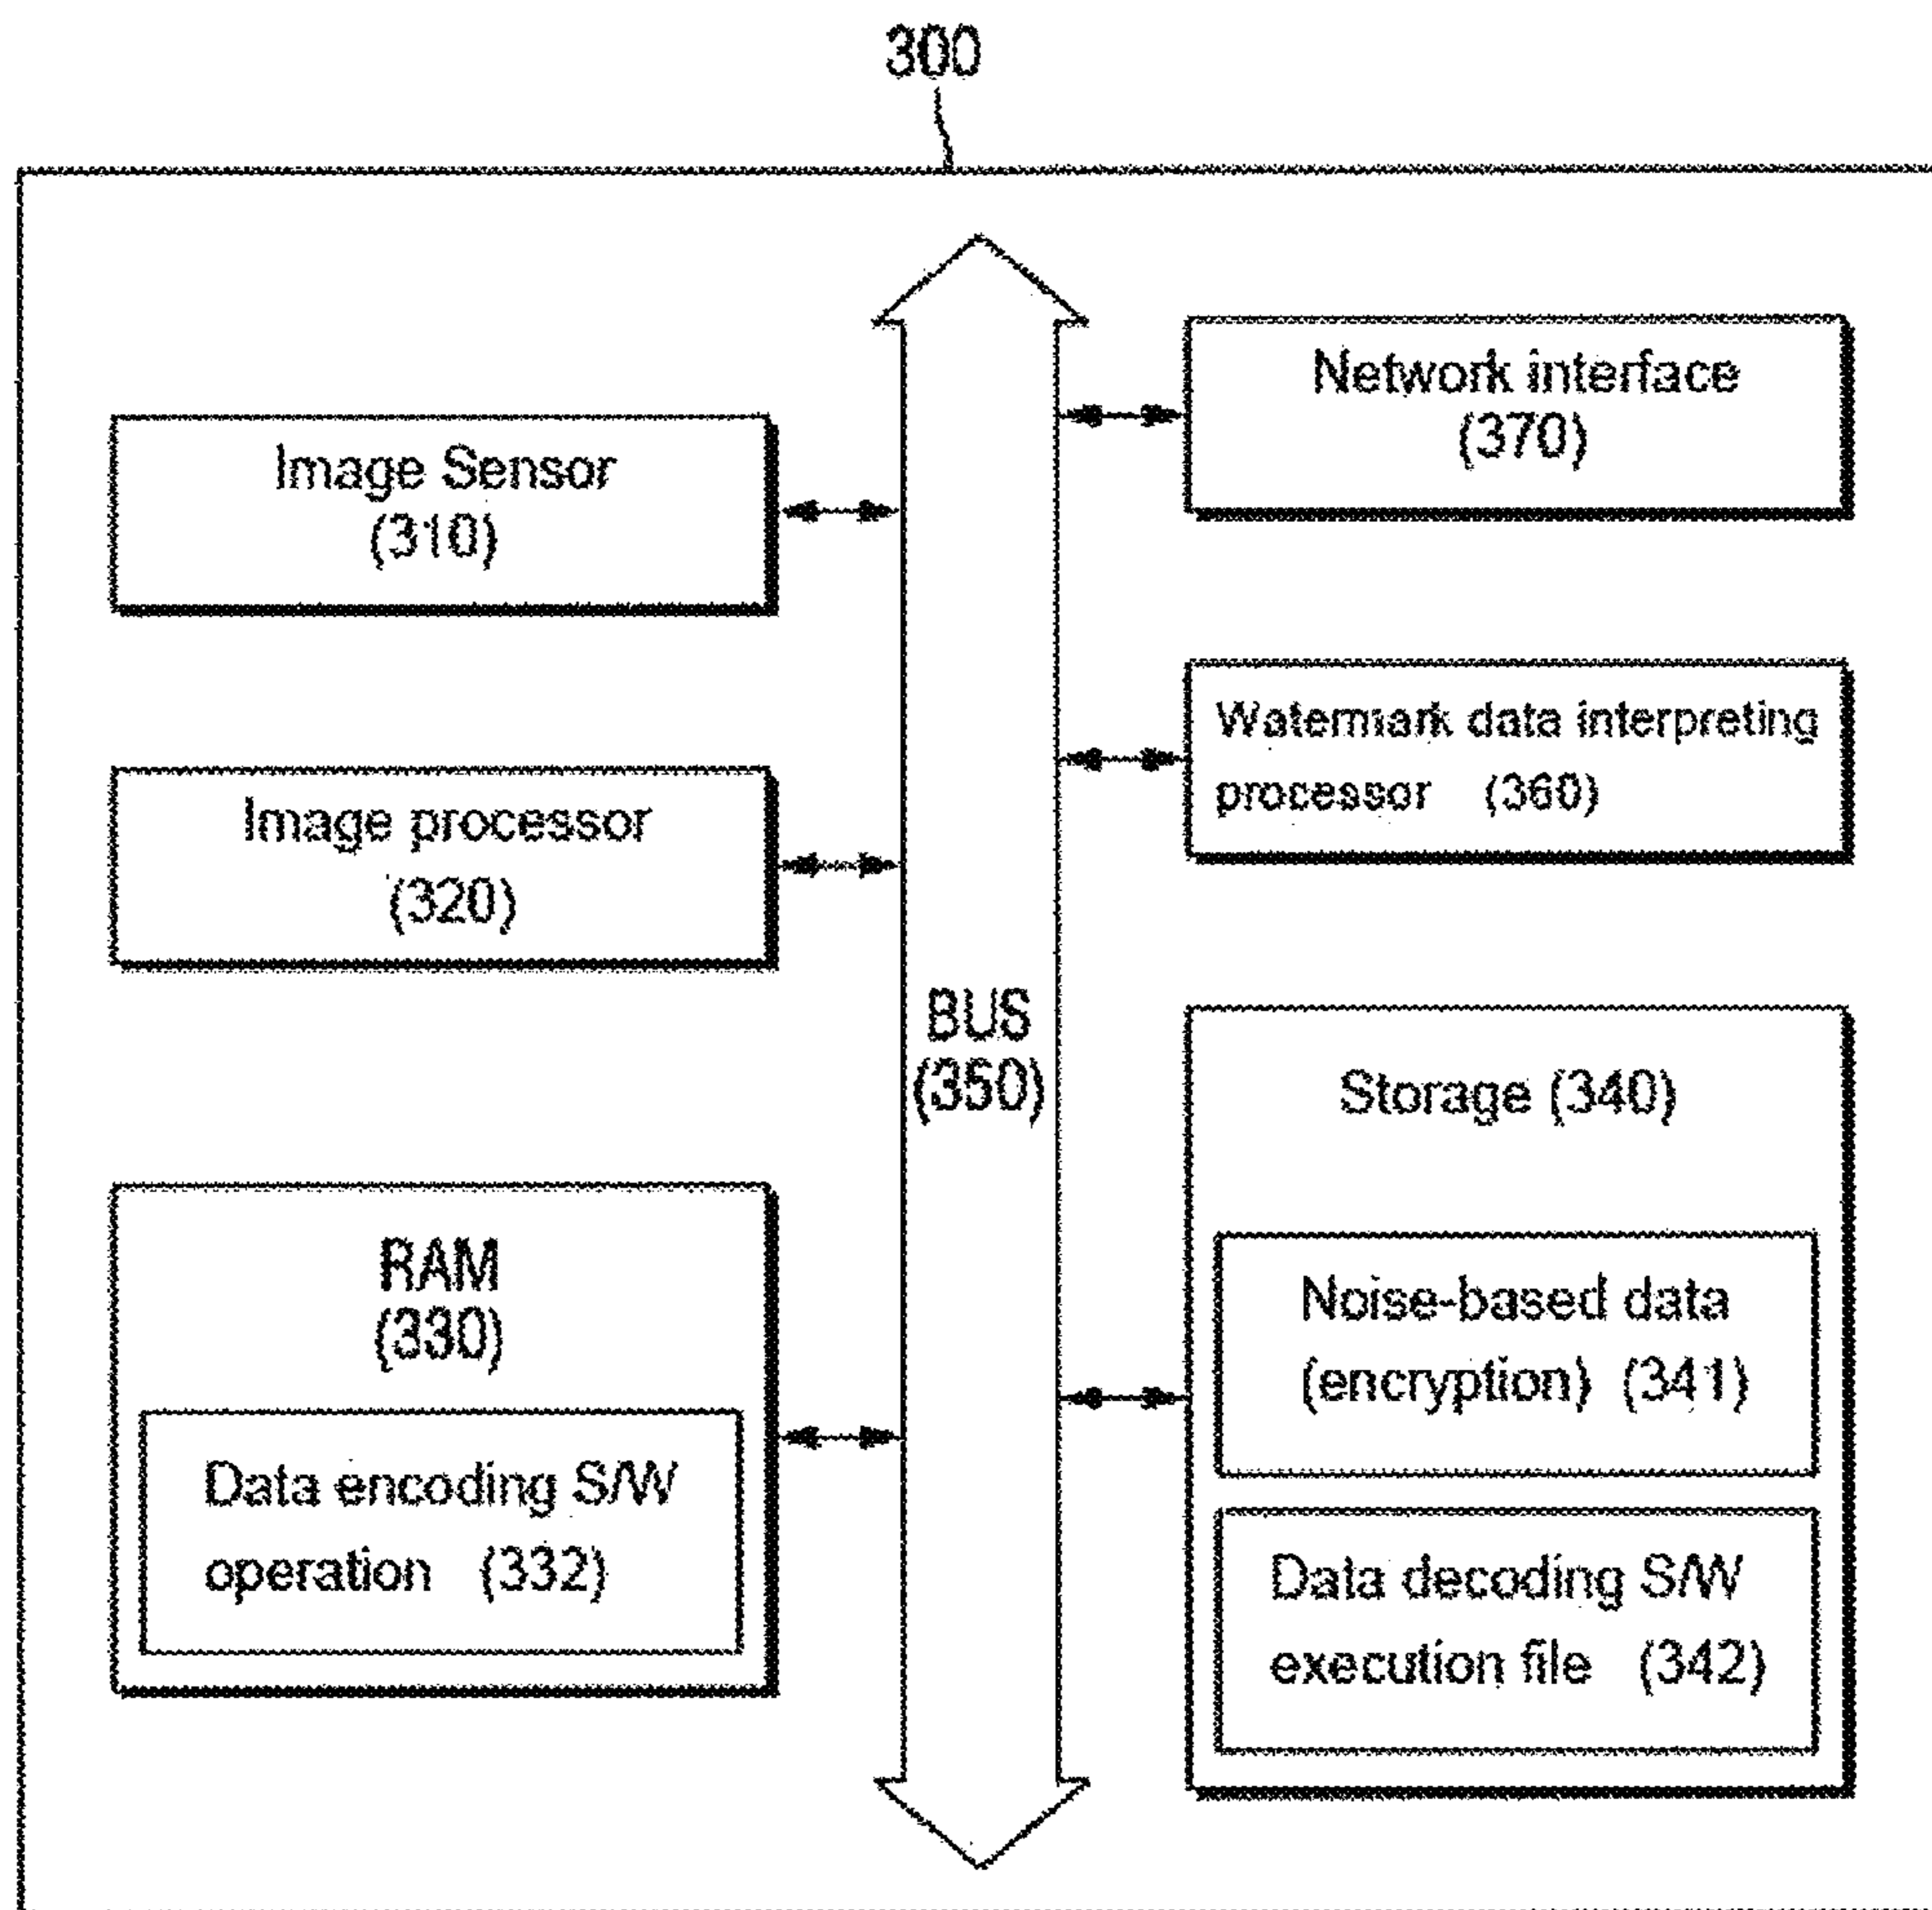 300
Image Sensor
(310)
Image processor
(320)
RAM
(330)
Data encoding S/W
operation (332)
BUS
(350)
Network interface
(370)
Watermark data interpreting
processor (360)
Storage (340)
Noise-based data
(encryption) (341)
Data decoding S/W
execution file (342)